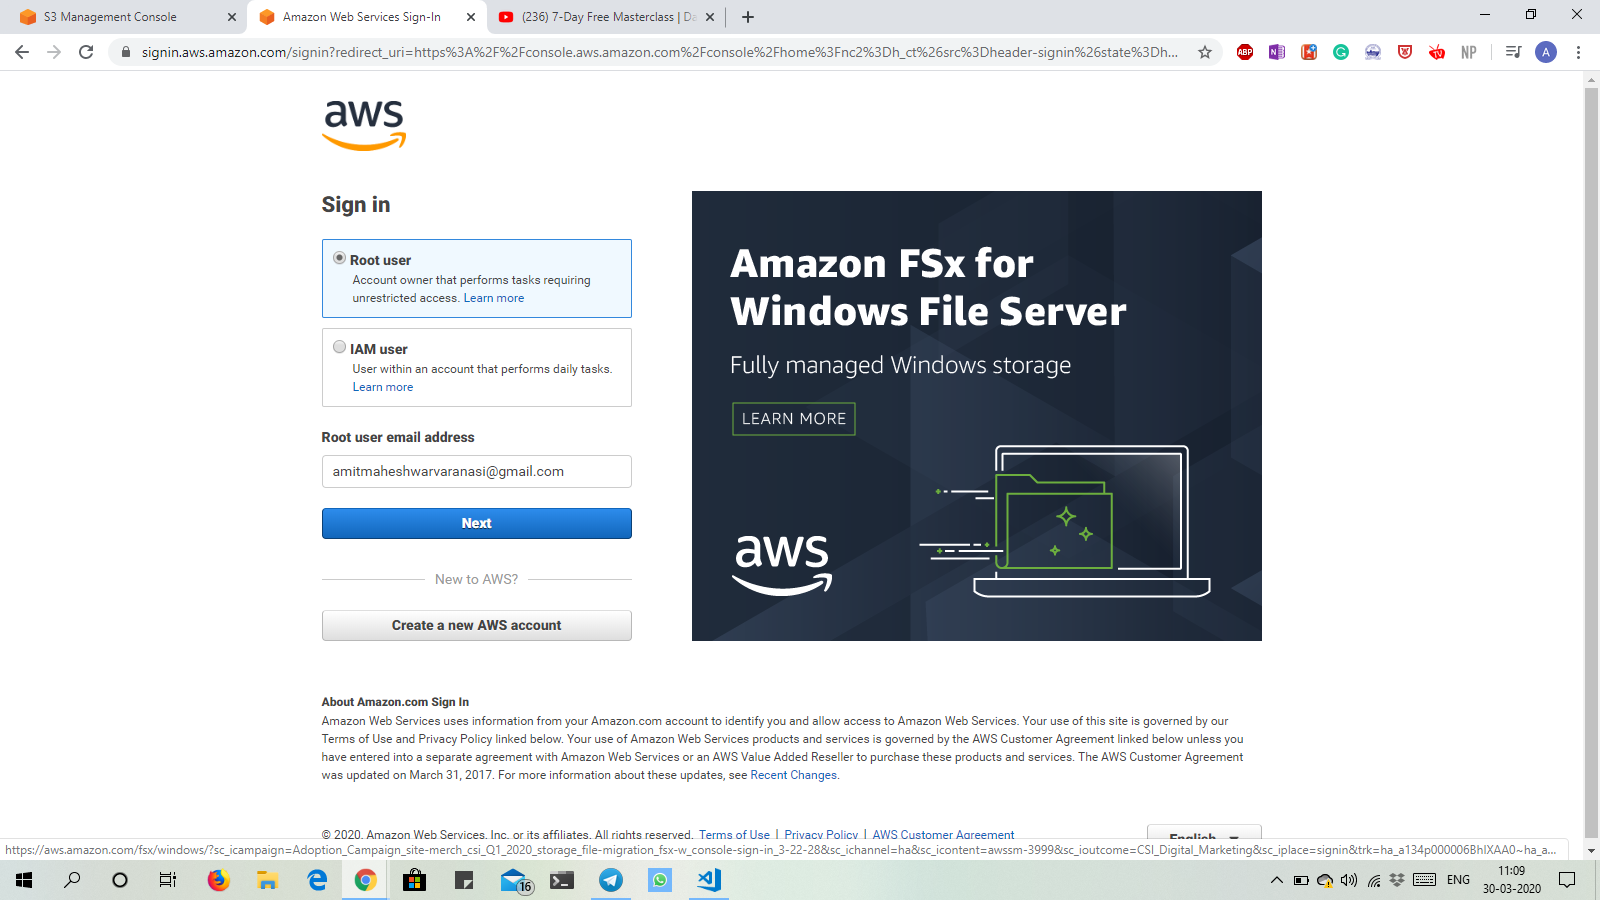 S3 Management Console
Amazon Web Services Sign-In
(236) 7-Day Free Masterclass | Da
signin.aws.amazon.com/signin?redirect_uri=https%3A%2F%2Fconsole.aws.amazon.com%2Fconsole%2Fhome%3Fnc2%3Dh_ct%26src%3Dheader-signin%26state%3Dh...
ABP
N
G
TV
NP
A
aws
Sign in
Root user
Account owner that performs tasks requiring
unrestricted access. Learn more
IAM user
User within an account that performs daily tasks.
Learn more
Root user email address
amitmaheshwarvaranasi@gmail.com
Next
New to AWS?
Create a new AWS account
Amazon FSx for
Windows File Server
Fully managed Windows storage
LEARN MORE
aws
About Amazon.com Sign In
Amazon Web Services uses information from your Amazon.com account to identify you and allow access to Amazon Web Services. Your use of this site is governed by our
Terms of Use and Privacy Policy linked below. Your use of Amazon Web Services products and services is governed by the AWS Customer Agreement linked below unless you
have entered into a separate agreement with Amazon Web Services or an AWS Value Added Reseller to purchase these products and services. The AWS Customer Agreement
was updated on March 31, 2017. For more information about these updates, see Recent Changes.
© 2020, Amazon Web Services, Inc. or its affiliates. All rights reserved. Terms of Use | Privacy Policy | AWS Customer Agreement
English
https://aws.amazon.com/fsx/windows/?sc_icampaign=Adoption_Campaign_site-merch_csi_Q1_2020_storage_file-migration_fsx-w_console-sign-in_3-22-28&sc_ichannel=ha&sc_icontent=awssm-3999&sc_ioutcome=CSI_Digital_Marketing&sc_iplace=signin&trk=ha_a134p000006BhIXAA0~ha_a...
16
ENG
11:09
30-03-2020